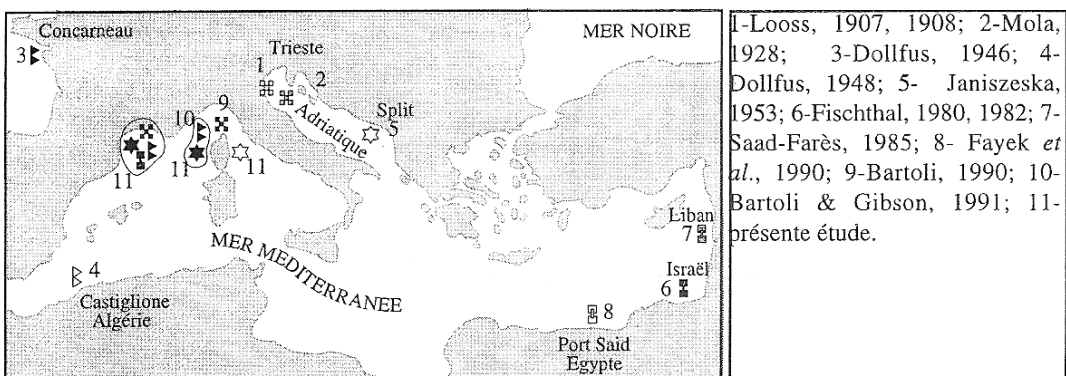 Concarneau
3
MER NOIRE
Trieste
1
2
9
10
Split
5
Adriatique
11
11
11
MER MEDITERRANEE
Liban
7
4
Israël
6
Castiglione
Algérie
8
Port Said
Egypte
1-Looss, 1907, 1908; 2-Mola,
1928; 3-Dollfus, 1946; 4-
Dollfus, 1948; 5- Janiszeska,
1953; 6-Fischthal, 1980, 1982; 7-
Saad-Farès, 1985; 8- Fayek et
al., 1990; 9-Bartoli, 1990; 10-
Bartoli & Gibson, 1991; 11-
présente étude.